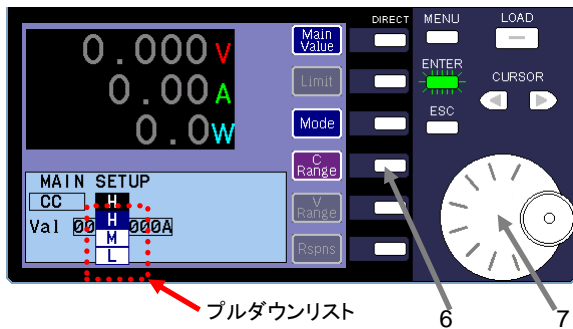 DIRECT
MENU
LOAD
0.000V
0.00A
0.0W
Main
Value
Limit
Mode
C
Range
V
Range
Rspns
ENTER
CURSOR
ESC
MAIN SETUP
CC
H
Val 00
000A
H
M
L
プルダウンリスト
6
7